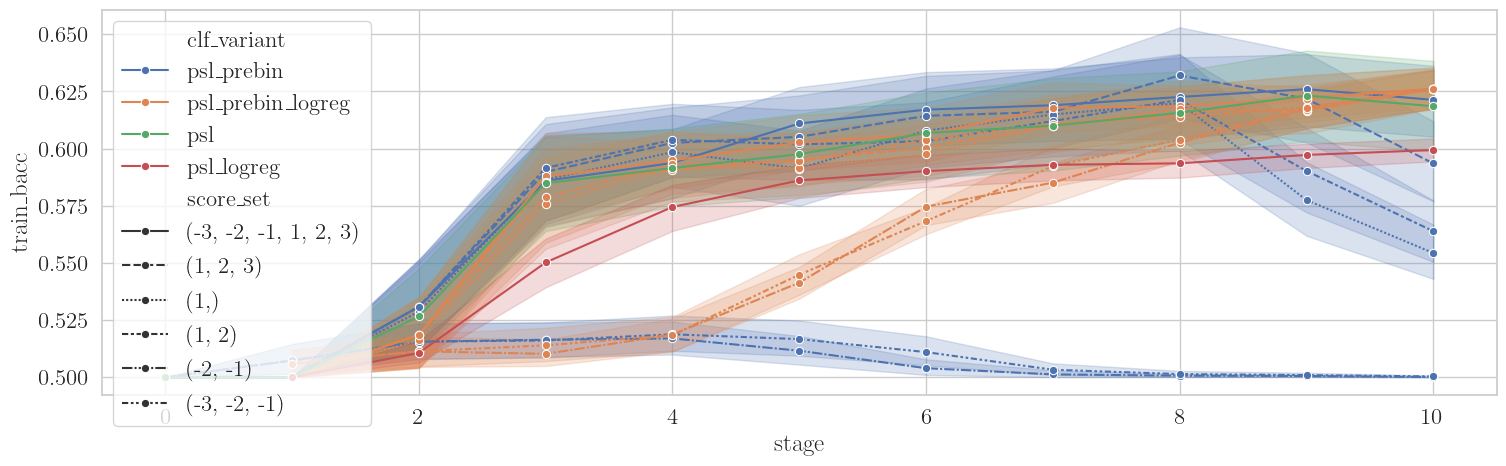 0.650
0.625
0.600
0.575
0.550
0.525
0.500
train_bacc
clf_variant
psl_prebin
psl_prebin_logreg
psl
psl_logreg
score_set
(-3, -2, -1, 1, 2, 3)
(1, 2, 3)
(1,)
(1, 2)
(-2, -1)
(-3, -2, -1)
0 2 4 6 8 10
stage